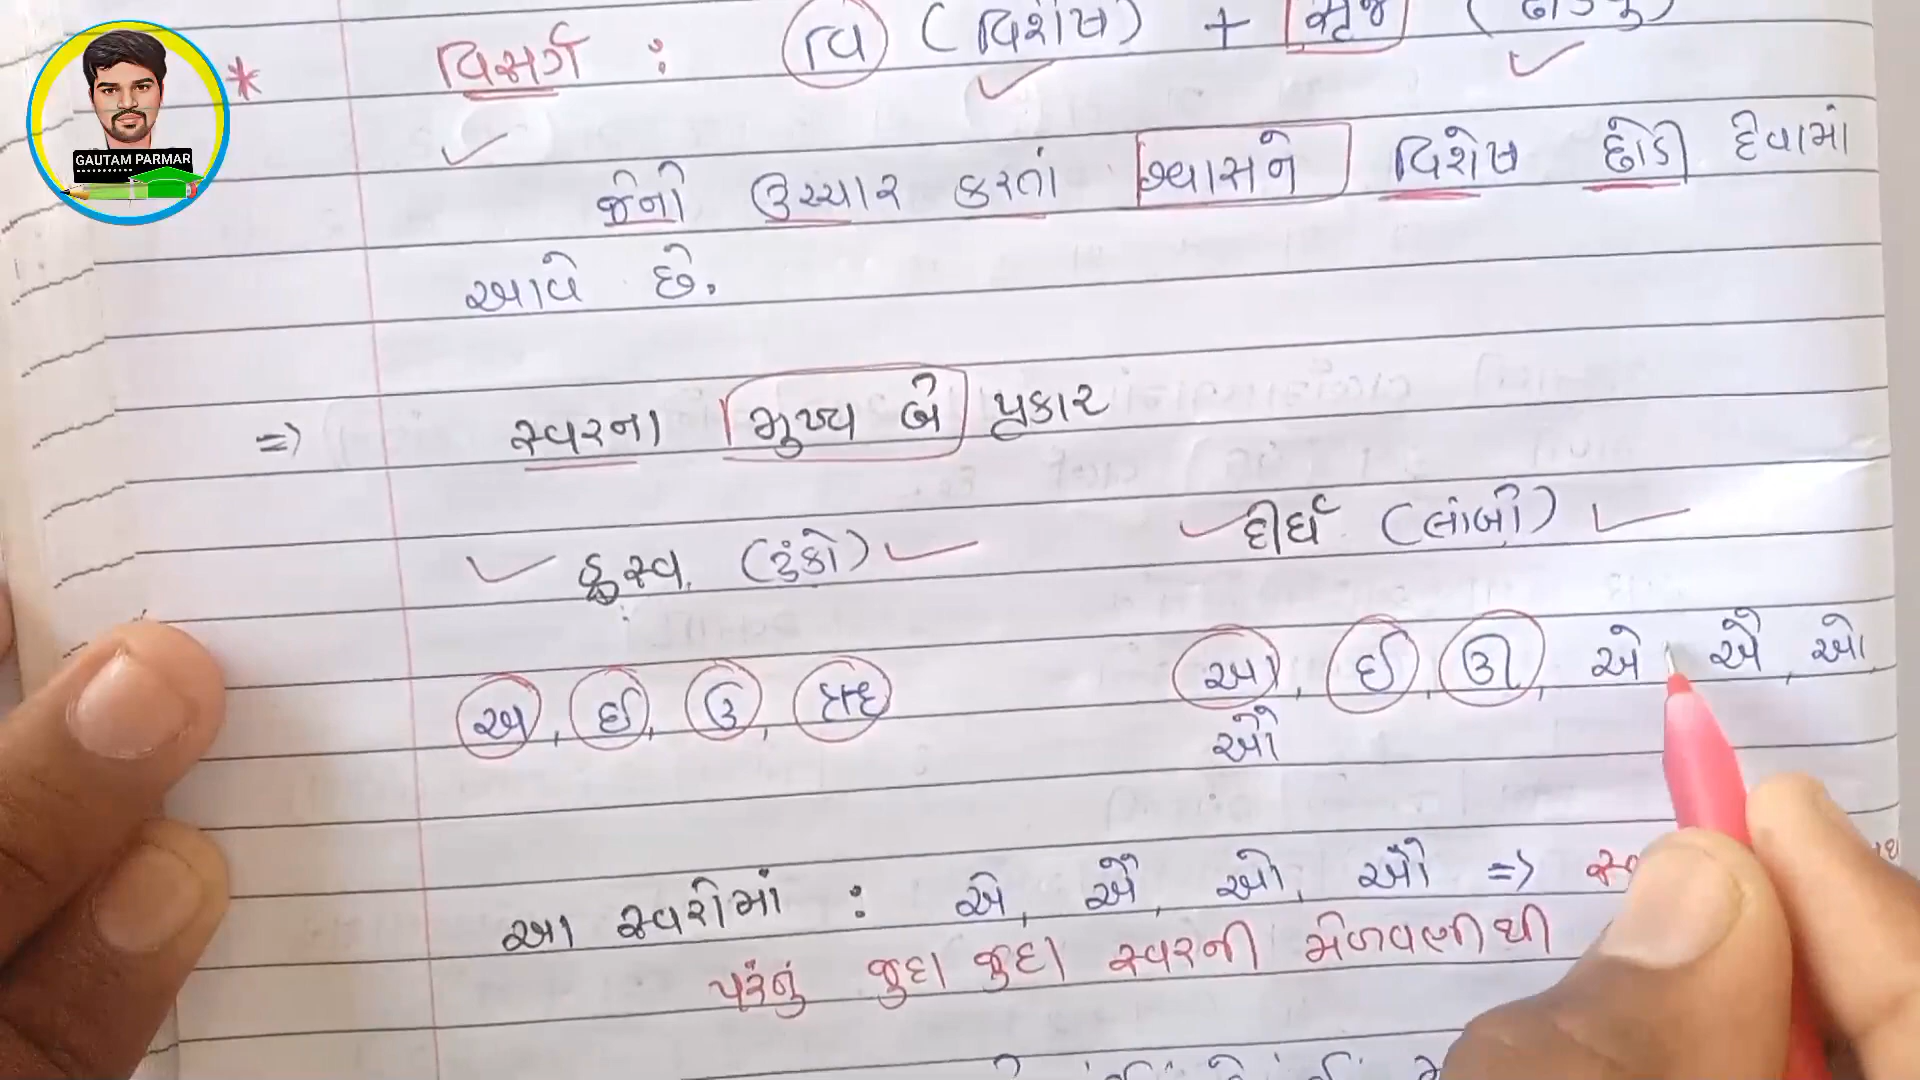 GAUTAM PARMAR
* વિસર્ગ : વિ (વિશેષ) + સૃજ
જેનો ઉચ્ચાર કરતાં શ્વાસને વિશેષ છોડી દેવામાં
આવે છે.
=> સ્વરના મુખ્ય બે પ્રકાર
હ્રસ્વ (ટુંકો) દીર્ઘ (લાંબો)
અ, ઇ, ઉ, ઋ આ, ઈ, ઊ, એ, ઐ, ઓ,
ઔ
આ સ્વરોમાં : એ, ઐ, ઓ, ઔ =>
પરંતુ જુદા જુદા સ્વરની મેળવણીથી